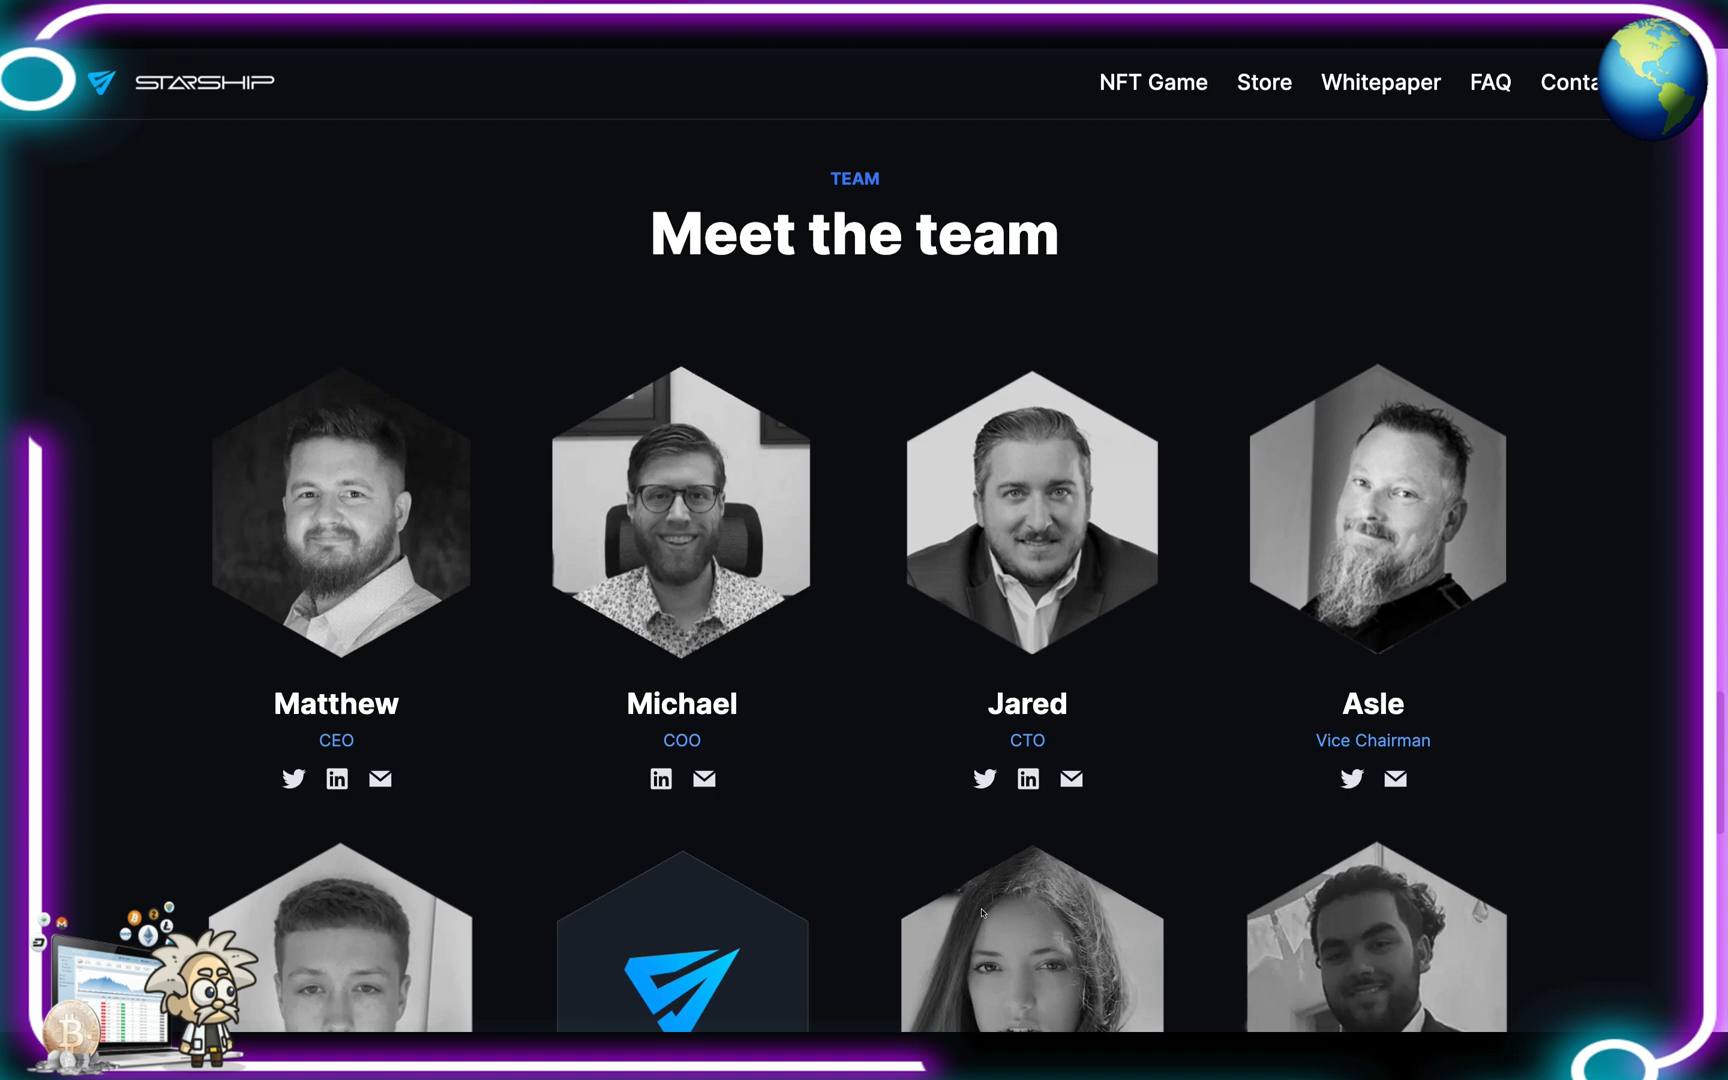 STARSHIP
NFT Game Store Whitepaper FAQ Conta
TEAM
Meet the team
Matthew Michael Jared Asle
CEO COO CTO Vice Chairman